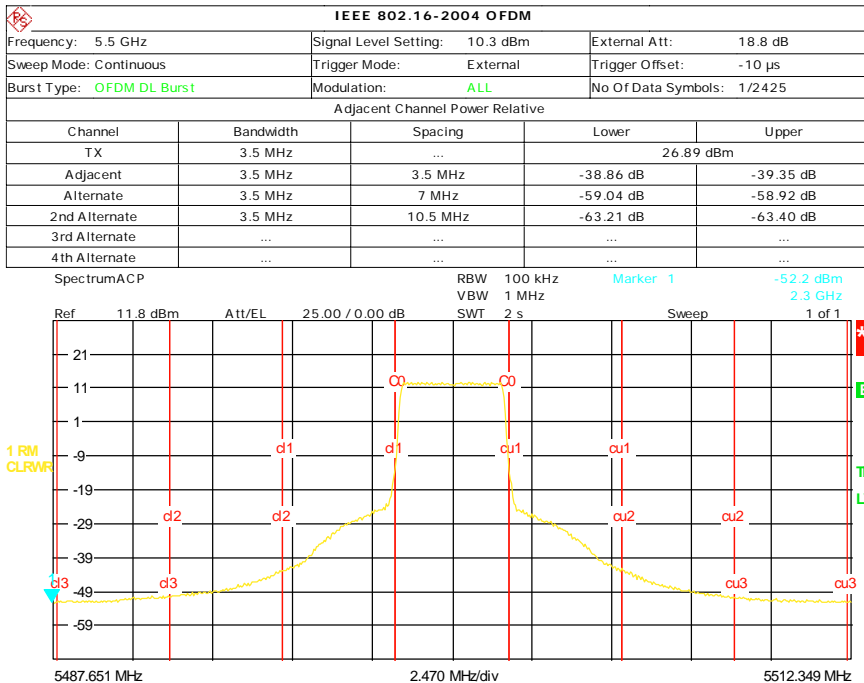 IEEE 802.16-2004 OFDM
Frequency: 5.5 GHz Signal Level Setting: 10.3 dBm External Att: 18.8 dB
Sweep Mode: Continuous Trigger Mode: External Trigger Offset: -10 µs
Burst Type: OFDM DL Burst Modulation: ALL No Of Data Symbols: 1/2425
Adjacent Channel Power Relative
Channel Bandwidth Spacing Lower Upper
TX 3.5 MHz ... 26.89 dBm
Adjacent 3.5 MHz 3.5 MHz -38.86 dB -39.35 dB
Alternate 3.5 MHz 7 MHz -59.04 dB -58.92 dB
2nd Alternate 3.5 MHz 10.5 MHz -63.21 dB -63.40 dB
3rd Alternate ... ... ... ...
4th Alternate ... ... ... ...
SpectrumACP RBW 100 kHz Marker 1 -52.2 dBm
VBW 1 MHz 2.3 GHz
Ref 11.8 dBm Att/EL 25.00 / 0.00 dB SWT 2 s Sweep 1 of 1
*
21
11 C0 C0
1
-9 cl1 cl1 cu1 cu1
1 RM
CLRWR
-19
-29 cl2 cl2 cu2 cu2
-39
-49 cl3 cl3 cu3 cu3
1
-59
5487.651 MHz 2.470 MHz/div 5512.349 MHz